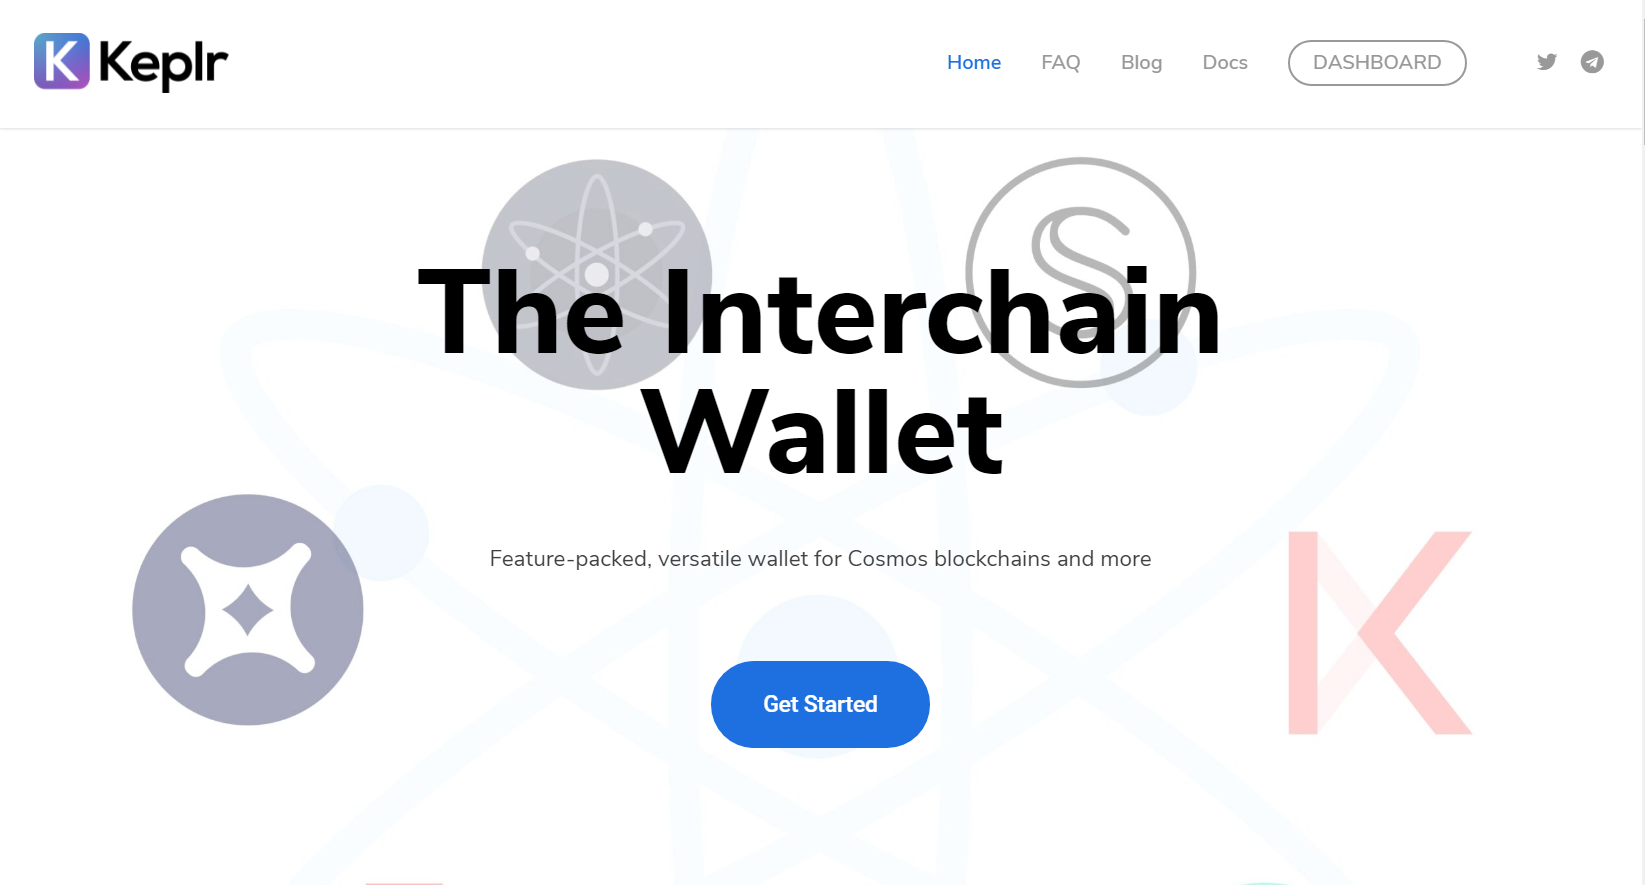 Keplr
Home FAQ Blog Docs DASHBOARD
The Interchain
Wallet
Feature-packed, versatile wallet for Cosmos blockchains and more
Get Started